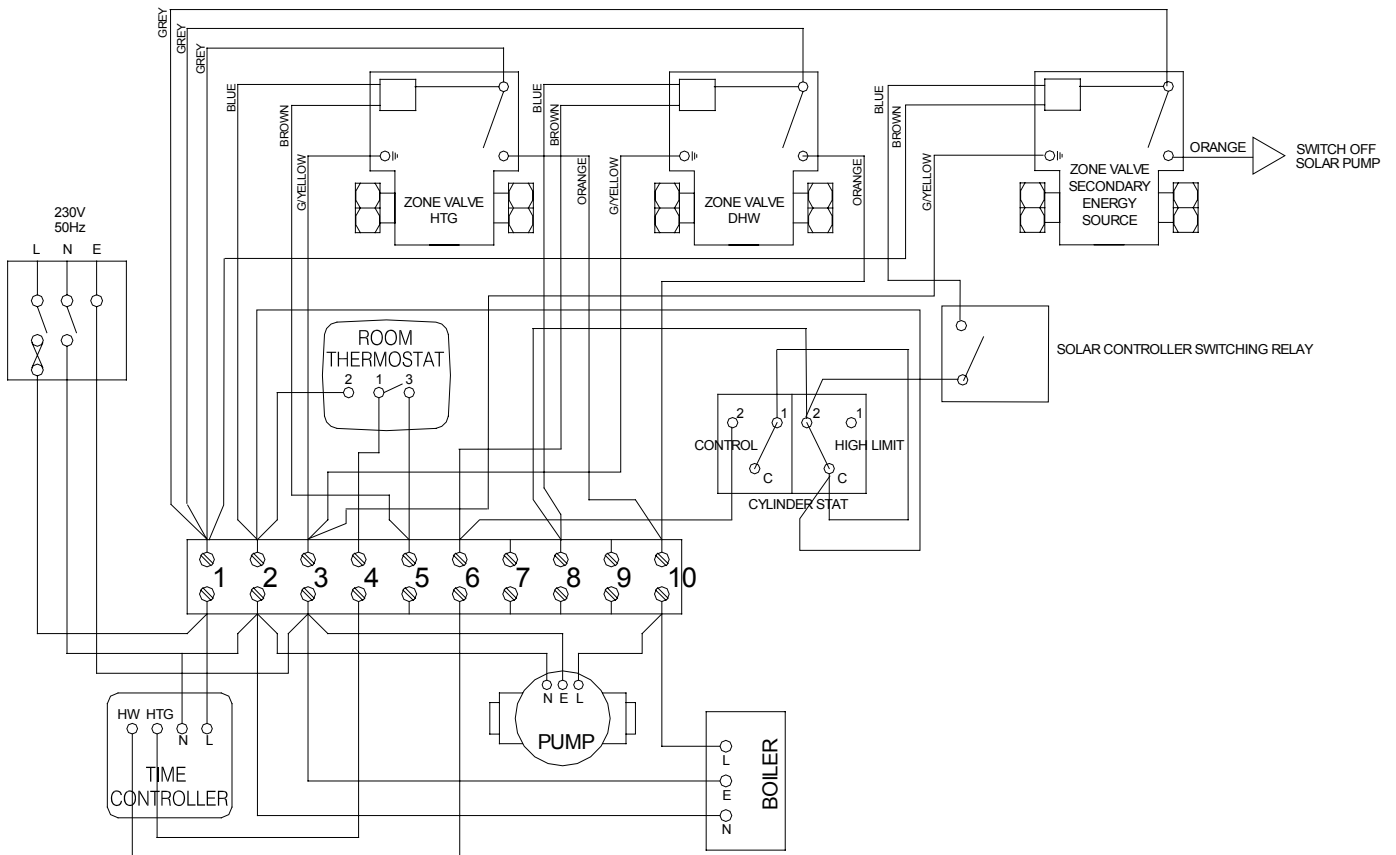 GREY
GREY
GREY
BLUE
BROWN
G/YELLOW
ORANGE
BLUE
BROWN
G/YELLOW
ORANGE
BLUE
BROWN
G/YELLOW
ORANGE
SWITCH OFF
SOLAR PUMP
ZONE VALVE
HTG
ZONE VALVE
DHW
ZONE VALVE
SECONDARY
ENERGY
SOURCE
230V
50Hz
L N E
ROOM
THERMOSTAT
2 1 3
SOLAR CONTROLLER SWITCHING RELAY
2 1 2 1
CONTROL HIGH LIMIT
C C
CYLINDER STAT
1 2 3 4 5 6 7 8 9 10
N E L
PUMP
HW HTG N L
TIME
CONTROLLER
L
E
N
BOILER